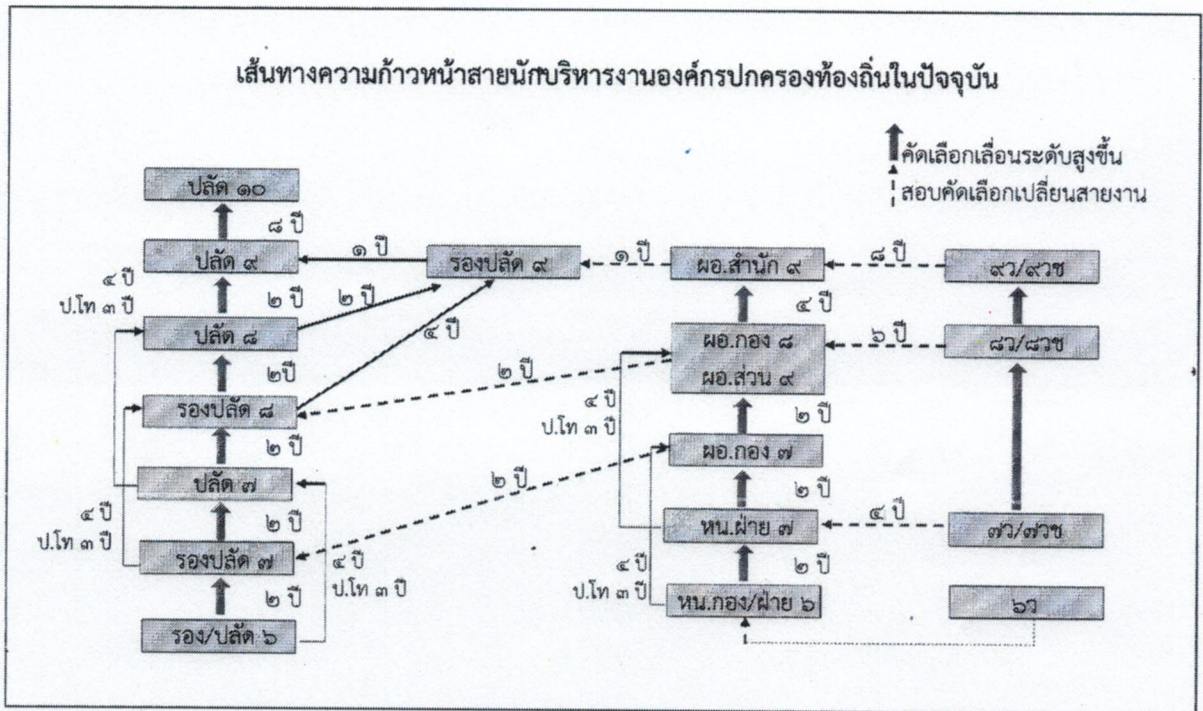 เส้นทางความก้าวหน้าสายนักบริหารงานองค์กรปกครองท้องถิ่นในปัจจุบัน
คัดเลือกเลื่อนระดับสูงขึ้น
สอบคัดเลือกเปลี่ยนสายงาน
ปลัด ๑๐
๘ ปี
ปลัด ๙
๑ ปี
รองปลัด ๙
๑ ปี
ผอ.สำนัก ๙
๘ ปี
๙ว/๙วช
๔ ปี
ป.โท ๓ ปี
๒ ปี
๒ ปี
๔ ปี
๔ ปี
ปลัด ๘
ผอ.กอง ๘
ผอ.ส่วน ๙
๖ ปี
๘ว/๘วช
๒ปี
๒ ปี
๔ ปี
ป.โท ๓ ปี
รองปลัด ๘
๒ ปี
๒ ปี
ผอ.กอง ๗
ปลัด ๗
๒ ปี
๒ ปี
๔ ปี
ป.โท ๓ ปี
๒ ปี
หน.ฝ่าย ๗
๔ ปี
๗ว/๗วช
รองปลัด ๗
๔ ปี
ป.โท ๓ ปี
๔ ปี
ป.โท ๓ ปี
๒ ปี
๒ ปี
รอง/ปลัด ๖
หน.กอง/ฝ่าย ๖
๖ว